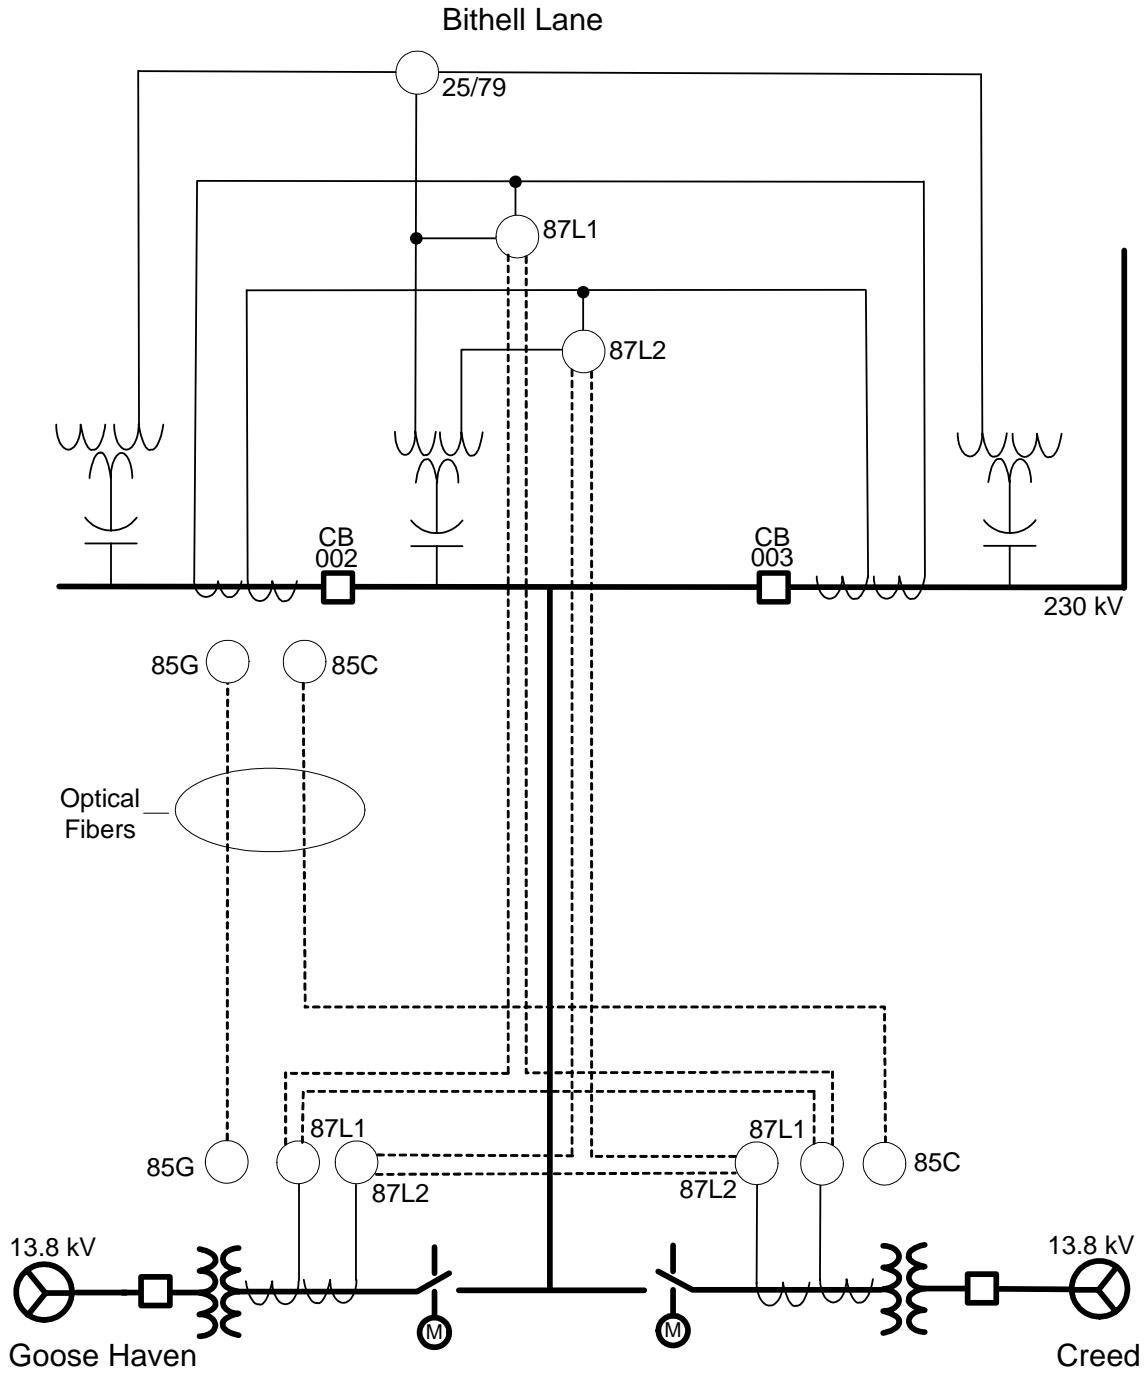 Bithell Lane
25/79
87L1
87L2
CB
002
CB
003
230 kV
85G
85C
Optical
Fibers
87L1
87L1
85G
87L2
87L2
85C
13.8 kV
13.8 kV
M
M
Goose Haven
Creed